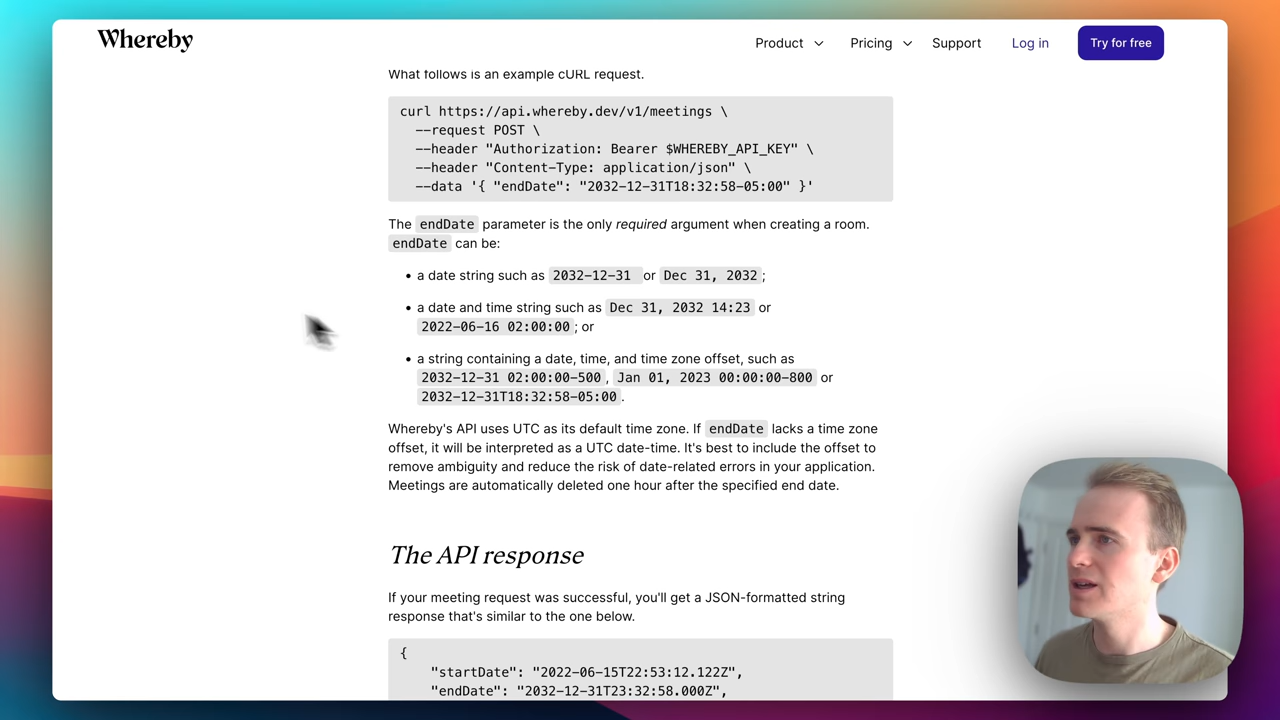 Whereby
Product
Pricing
Support
Log in
Try for free
What follows is an example cURL request.
curl https://api.whereby.dev/v1/meetings \
--request POST \
--header "Authorization: Bearer $WHEREBY_API_KEY" \
--header "Content-Type: application/json" \
--data '{ "endDate": "2032-12-31T18:32:58-05:00" }'
The endDate parameter is the only required argument when creating a room.
endDate can be:
• a date string such as 2032-12-31 or Dec 31, 2032;
• a date and time string such as Dec 31, 2032 14:23 or
2022-06-16 02:00:00; or
• a string containing a date, time, and time zone offset, such as
2032-12-31 02:00:00-500, Jan 01, 2023 00:00:00-800 or
2032-12-31T18:32:58-05:00.
Whereby's API uses UTC as its default time zone. If endDate lacks a time zone
offset, it will be interpreted as a UTC date-time. It's best to include the offset to
remove ambiguity and reduce the risk of date-related errors in your application.
Meetings are automatically deleted one hour after the specified end date.
The API response
If your meeting request was successful, you'll get a JSON-formatted string
response that's similar to the one below.
{
"startDate": "2022-06-15T22:53:12.122Z",
"endDate": "2032-12-31T23:32:58.000Z",